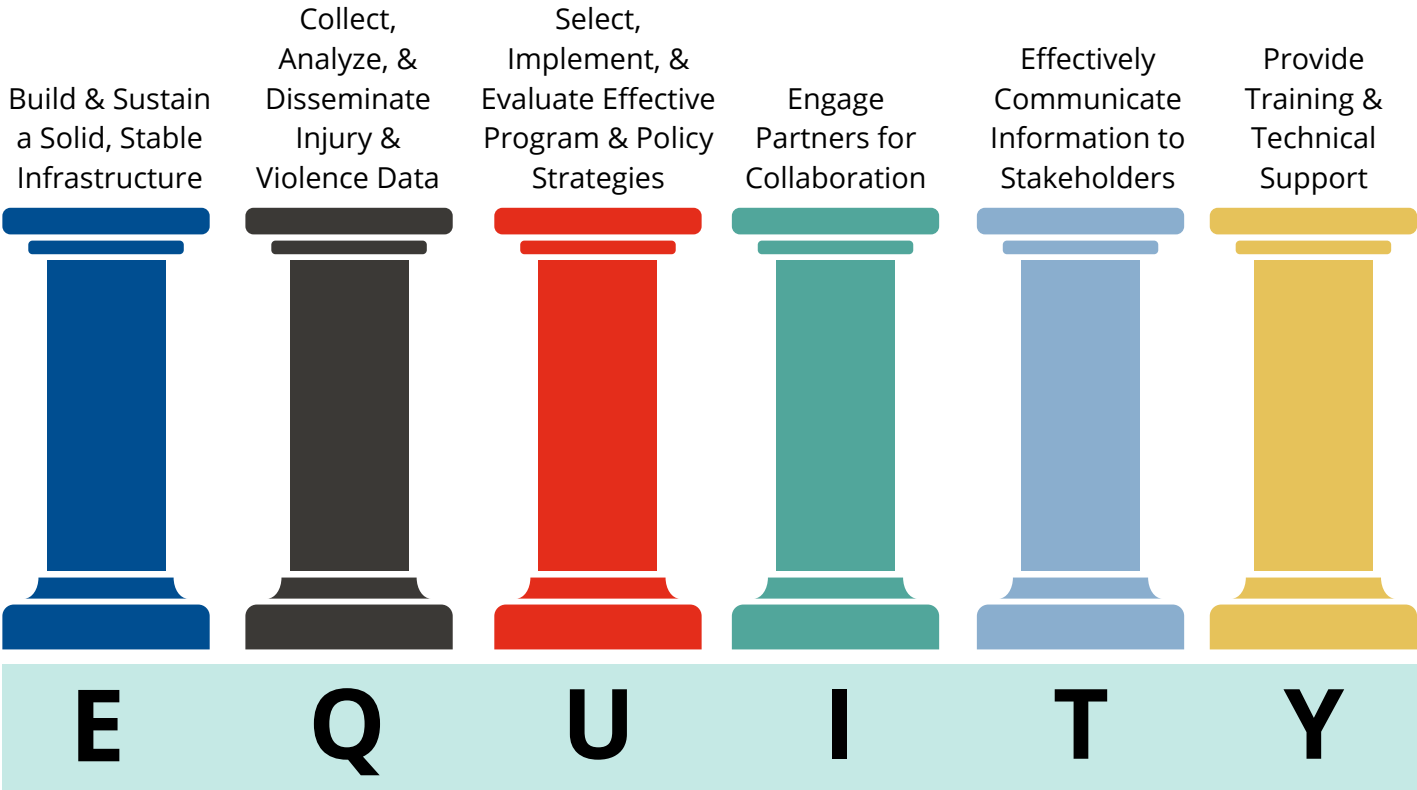 Build & Sustain
a Solid, Stable
Infrastructure
Collect,
Analyze, &
Disseminate
Injury &
Violence Data
Select,
Implement, &
Evaluate Effective
Program & Policy
Strategies
Engage
Partners for
Collaboration
Effectively
Communicate
Information to
Stakeholders
Provide
Training &
Technical
Support
E Q U I T Y